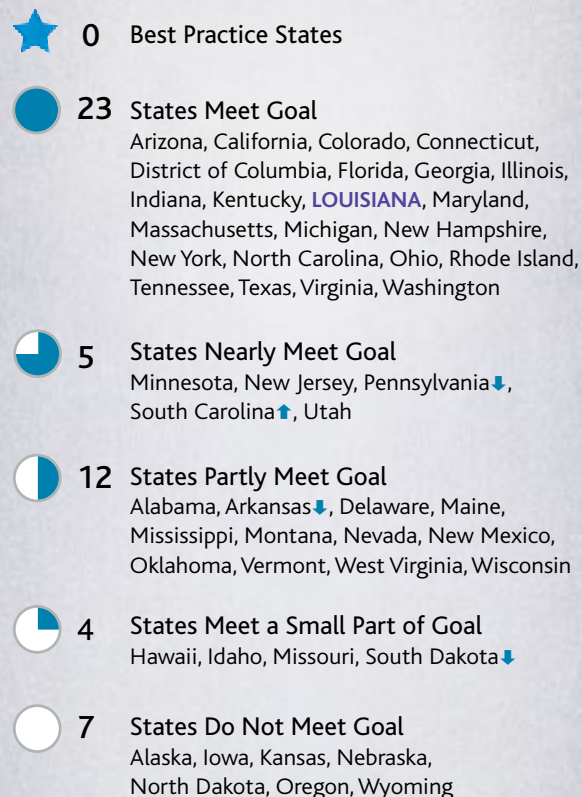 0 Best Practice States
23 States Meet Goal
Arizona, California, Colorado, Connecticut,
District of Columbia, Florida, Georgia, Illinois,
Indiana, Kentucky, LOUISIANA, Maryland,
Massachusetts, Michigan, New Hampshire,
New York, North Carolina, Ohio, Rhode Island,
Tennessee, Texas, Virginia, Washington
5 States Nearly Meet Goal
Minnesota, New Jersey, Pennsylvania⬇,
South Carolina⬆, Utah
12 States Partly Meet Goal
Alabama, Arkansas⬇, Delaware, Maine,
Mississippi, Montana, Nevada, New Mexico,
Oklahoma, Vermont, West Virginia, Wisconsin
4 States Meet a Small Part of Goal
Hawaii, Idaho, Missouri, South Dakota⬇
7 States Do Not Meet Goal
Alaska, Iowa, Kansas, Nebraska,
North Dakota, Oregon, Wyoming